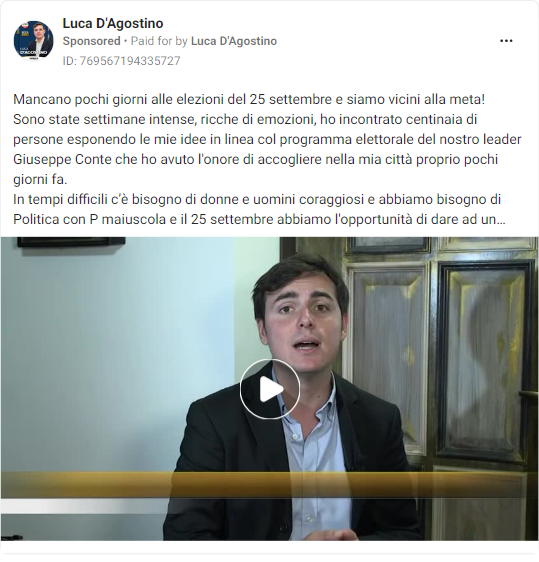 Luca D'Agostino
Sponsored • Paid for by Luca D'Agostino
ID: 769567194335727
Mancano pochi giorni alle elezioni del 25 settembre e siamo vicini alla meta!
Sono state settimane intense, ricche di emozioni, ho incontrato centinaia di
persone esponendo le mie idee in linea col programma elettorale del nostro leader
Giuseppe Conte che ho avuto l'onore di accogliere nella mia città proprio pochi
giorni fa.
In tempi difficili c'è bisogno di donne e uomini coraggiosi e abbiamo bisogno di
Politica con P maiuscola e il 25 settembre abbiamo l'opportunità di dare ad un...